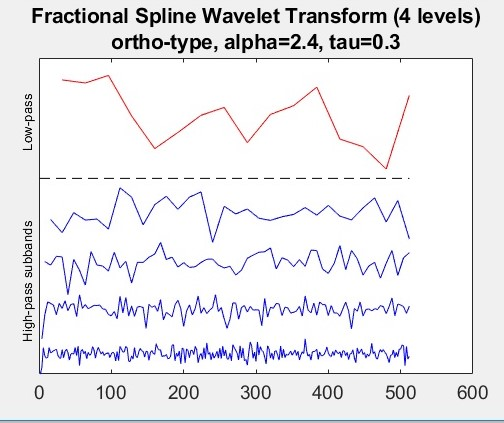 Fractional Spline Wavelet Transform (4 levels)
ortho-type, alpha=2.4, tau=0.3
Low-pass
High-pass subbands
0 100 200 300 400 500 600